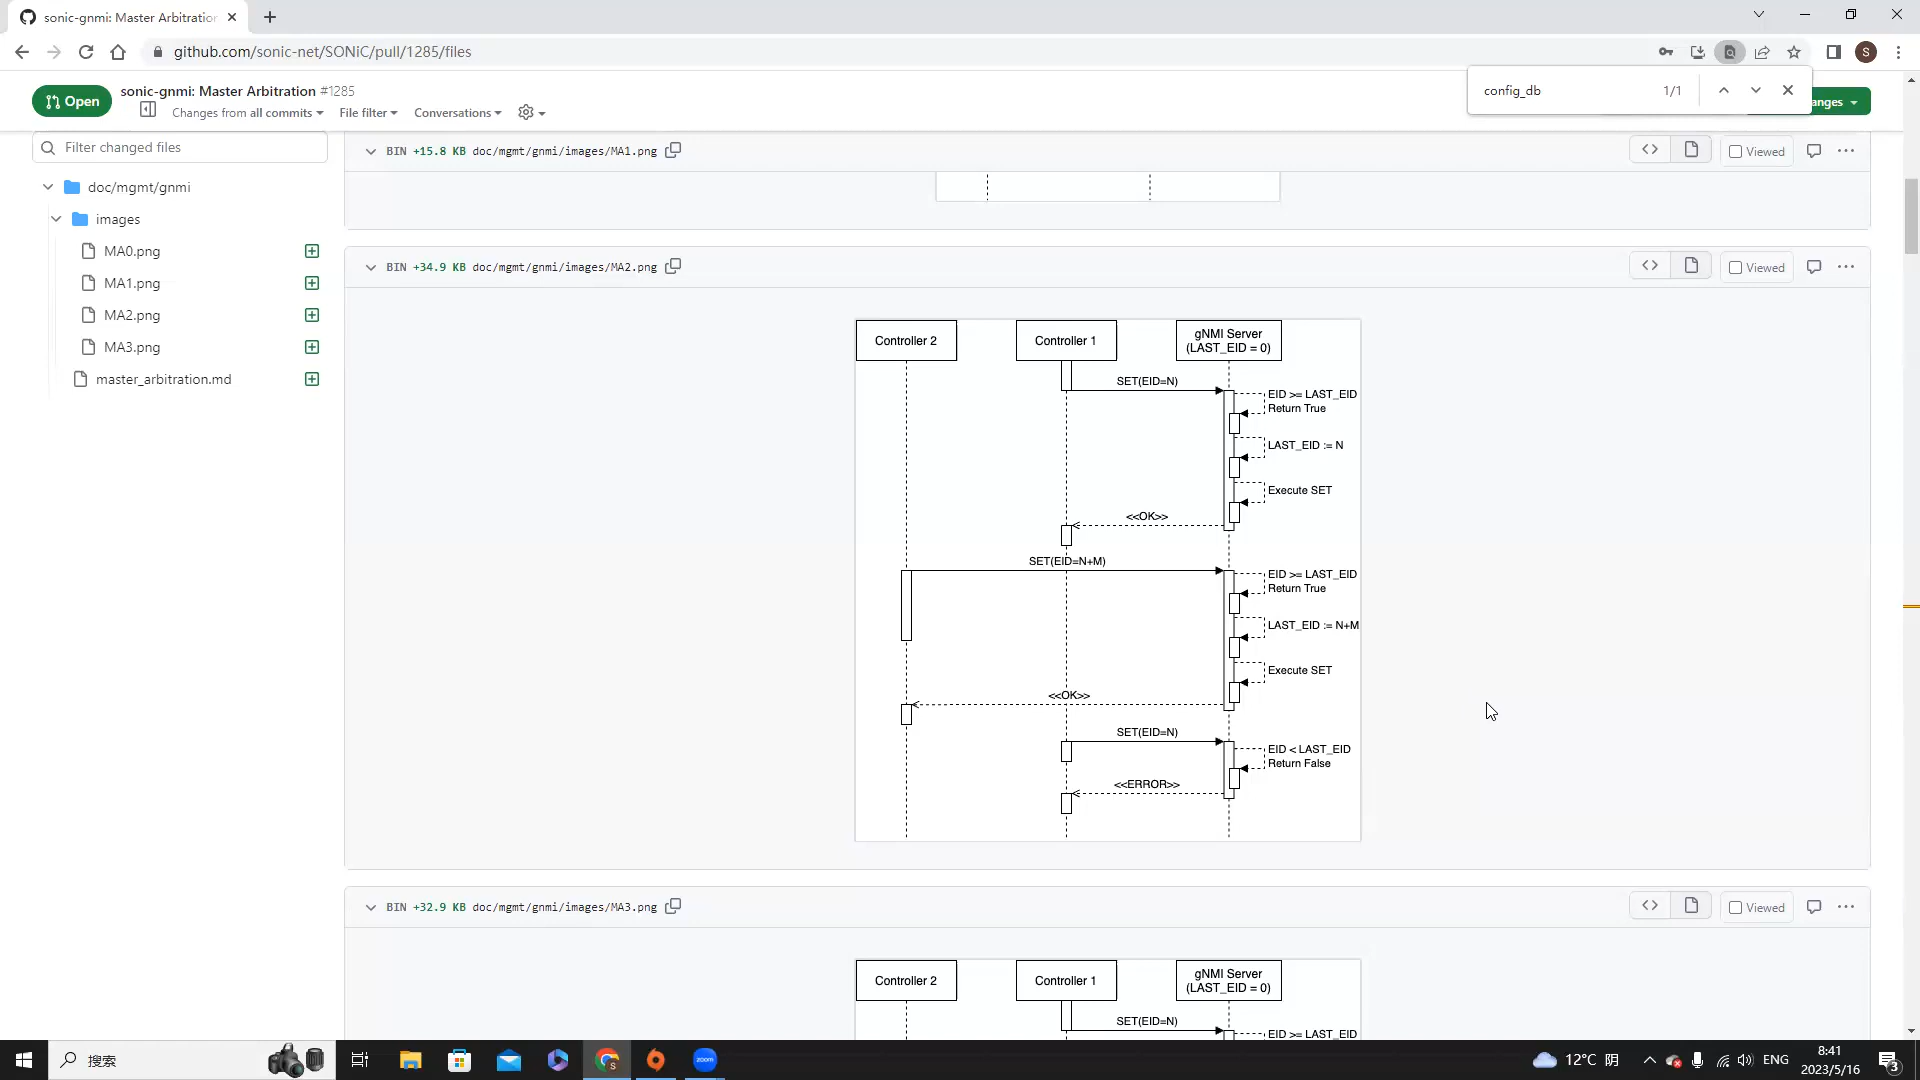 sonic-gnmi: Master Arbitration
github.com/sonic-net/SONiC/pull/1285/files
S
config_db
1/1
Open
sonic-gnmi: Master Arbitration #1285
Changes from all commits
File filter
Conversations
anges
Filter changed files
doc/mgmt/gnmi
images
MA0.png
MA1.png
MA2.png
MA3.png
master_arbitration.md
BIN +15.8 KB doc/mgmt/gnmi/images/MA1.png
Viewed
BIN +34.9 KB doc/mgmt/gnmi/images/MA2.png
Viewed
Controller 2
Controller 1
gNMI Server
(LAST_EID = 0)
SET(EID=N)
EID >= LAST_EID
Return True
LAST_EID := N
Execute SET
<<OK>>
SET(EID=N+M)
EID >= LAST_EID
Return True
LAST_EID := N+M
Execute SET
<<OK>>
SET(EID=N)
EID < LAST_EID
Return False
<<ERROR>>
BIN +32.9 KB doc/mgmt/gnmi/images/MA3.png
Viewed
Controller 2
Controller 1
gNMI Server
(LAST_EID = 0)
SET(EID=N)
EID >= LAST_EID
搜索
S
zoom
12°C 阴
ENG
8:41
2023/5/16
3